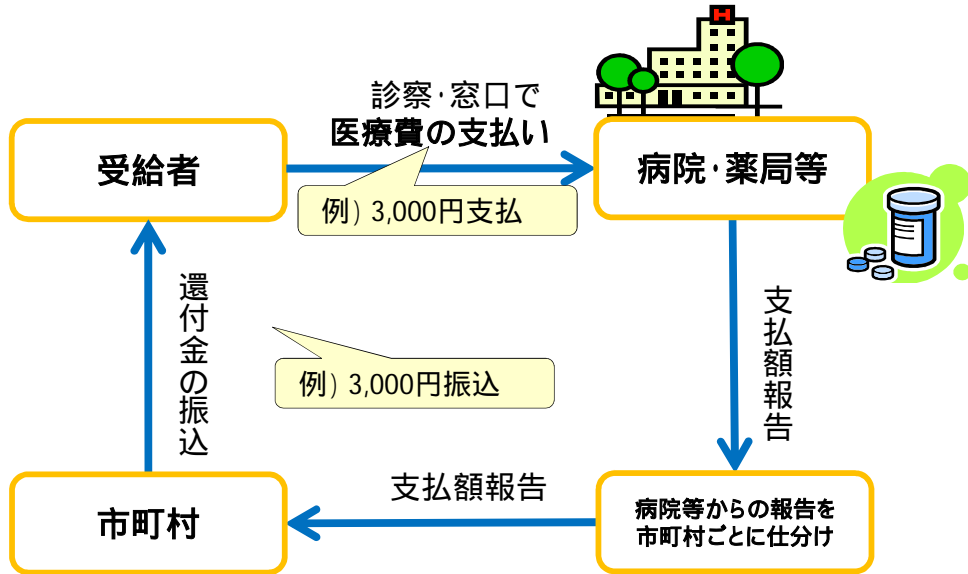 H
診察・窓口で
医療費の支払い
受給者
病院・薬局等
例) 3,000円支払
還付金の振込
支払額報告
例) 3,000円振込
支払額報告
市町村
病院等からの報告を
市町村ごとに仕分け